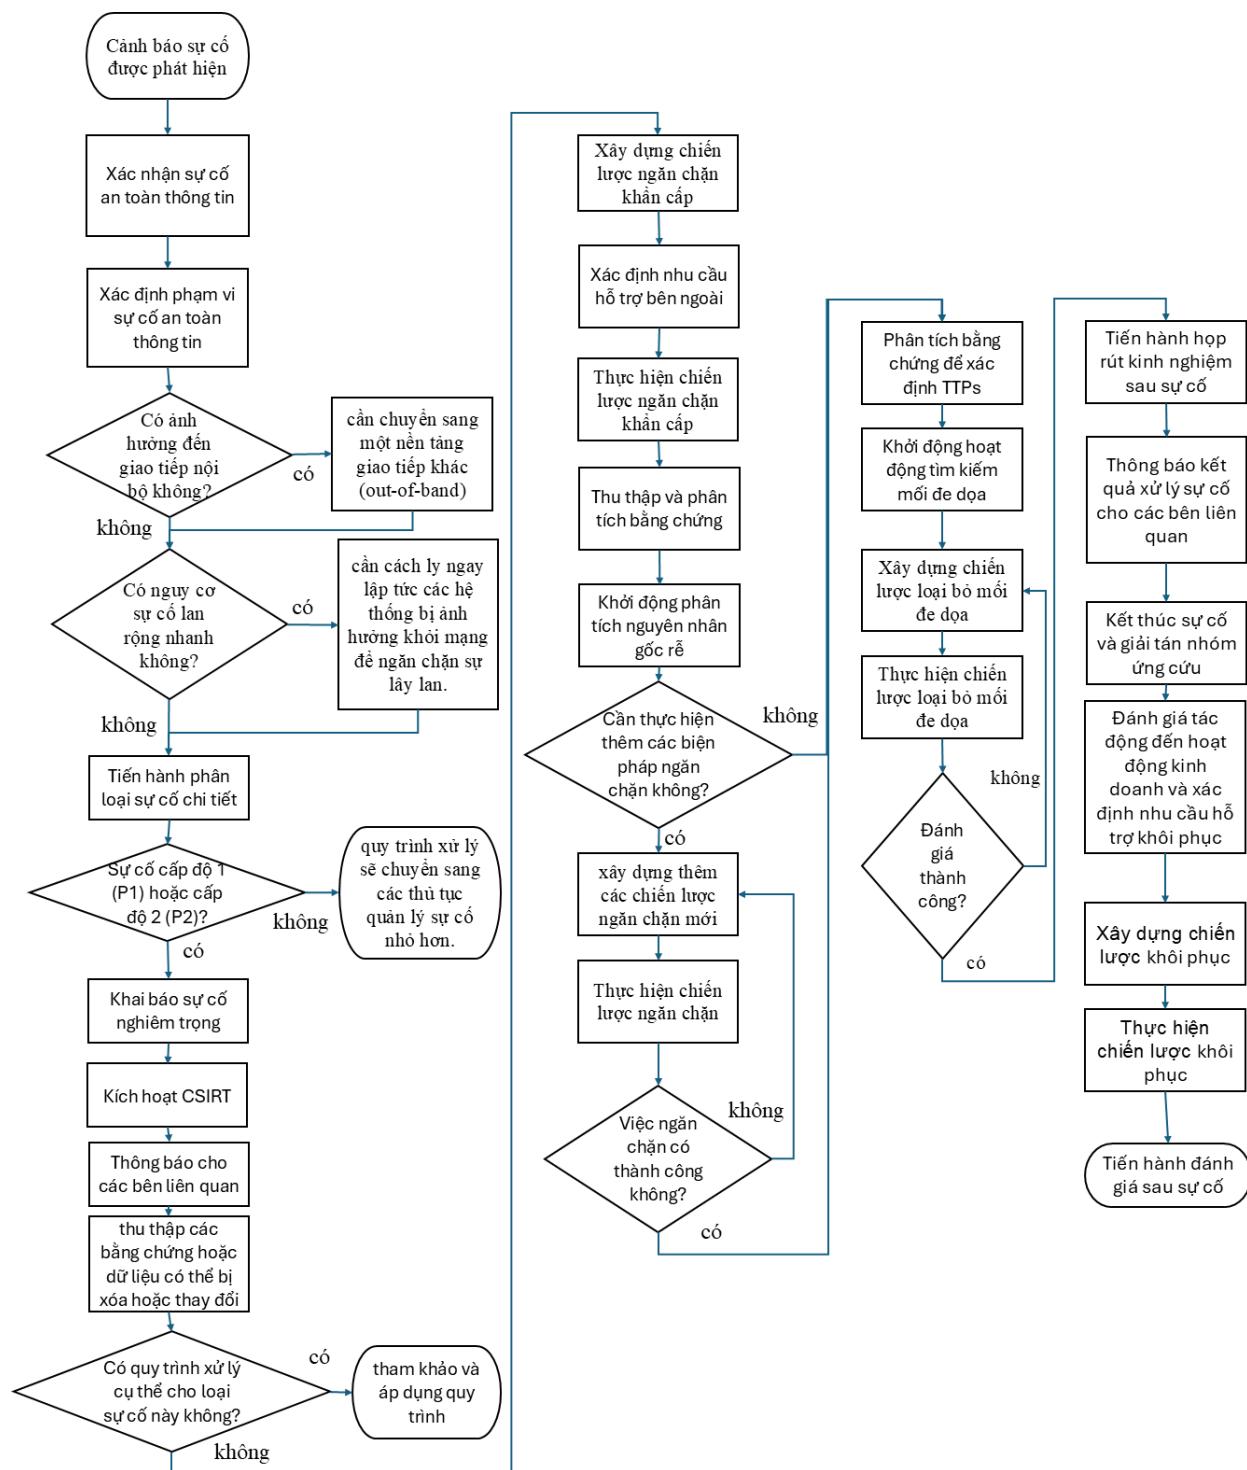 Cảnh báo sự cố
được phát hiện
Xác nhận sự cố
an toàn thông tin
Xác định phạm vi
sự cố an toàn
thông tin
Có ảnh
hưởng đến
giao tiếp nội
bộ không?
có
cần chuyển sang
một nền tảng
giao tiếp khác
(out-of-band)
không
Có nguy cơ
sự cố lan
rộng nhanh
không?
có
cần cách ly ngay
lập tức các hệ
thống bị ảnh
hưởng khỏi mạng
để ngăn chặn sự
lây lan.
không
Tiến hành phân
loại sự cố chi tiết
Sự cố cấp độ 1
(P1) hoặc cấp
độ 2 (P2)?
không
quy trình xử lý
sẽ chuyển sang
các thủ tục
quản lý sự cố
nhỏ hơn.
có
Khai báo sự cố
nghiêm trọng
Kích hoạt CSIRT
Thông báo cho
các bên liên quan
thu thập các
bằng chứng hoặc
dữ liệu có thể bị
xóa hoặc thay đổi
Có quy trình xử lý
cụ thể cho loại
sự cố này không?
có
tham khảo và
áp dụng quy
trình
không
Xây dựng chiến
lược ngăn chặn
khẩn cấp
Xác định nhu cầu
hỗ trợ bên ngoài
Thực hiện chiến
lược ngăn chặn
khẩn cấp
Thu thập và phân
tích bằng chứng
Khởi động phân
tích nguyên nhân
gốc rễ
Cần thực hiện
thêm các biện
pháp ngăn
chặn không?
không
có
xây dựng thêm
các chiến lược
ngăn chặn mới
Thực hiện chiến
lược ngăn chặn
Việc ngăn
chặn có
thành công
không?
không
có
Phân tích bằng
chứng để xác
định TTPs
Khởi động hoạt
động tìm kiếm
mối đe dọa
Xây dựng chiến
lược loại bỏ mối
đe dọa
Thực hiện chiến
lược loại bỏ mối
đe dọa
không
Đánh
giá
thành
công?
có
Tiến hành họp
rút kinh nghiệm
sau sự cố
Thông báo kết
quả xử lý sự cố
cho các bên liên
quan
Kết thúc sự cố
và giải tán nhóm
ứng cứu
Đánh giá tác
động đến hoạt
động kinh
doanh và xác
định nhu cầu hỗ
trợ khôi phục
Xây dựng chiến
lược khôi phục
Thực hiện
chiến lược khôi
phục
Tiến hành đánh
giá sau sự cố